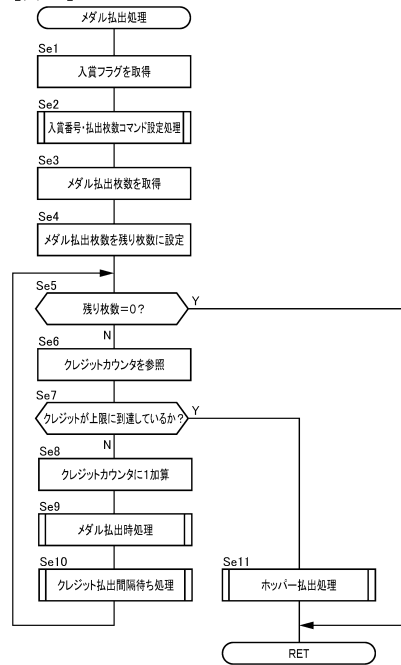 メダル払出処理
Se1
入賞フラグを取得
Se2
入賞番号・払出枚数コマンド設定処理
Se3
メダル払出枚数を取得
Se4
メダル払出枚数を残り枚数に設定
Se5
残り枚数=0?
Y
N
Se6
クレジットカウンタを参照
Se7
クレジットが上限に到達しているか?
Y
N
Se8
クレジットカウンタに1加算
Se9
メダル払出時処理
Se10
クレジット払出間隔待ち処理
Se11
ホッパー払出処理
RET